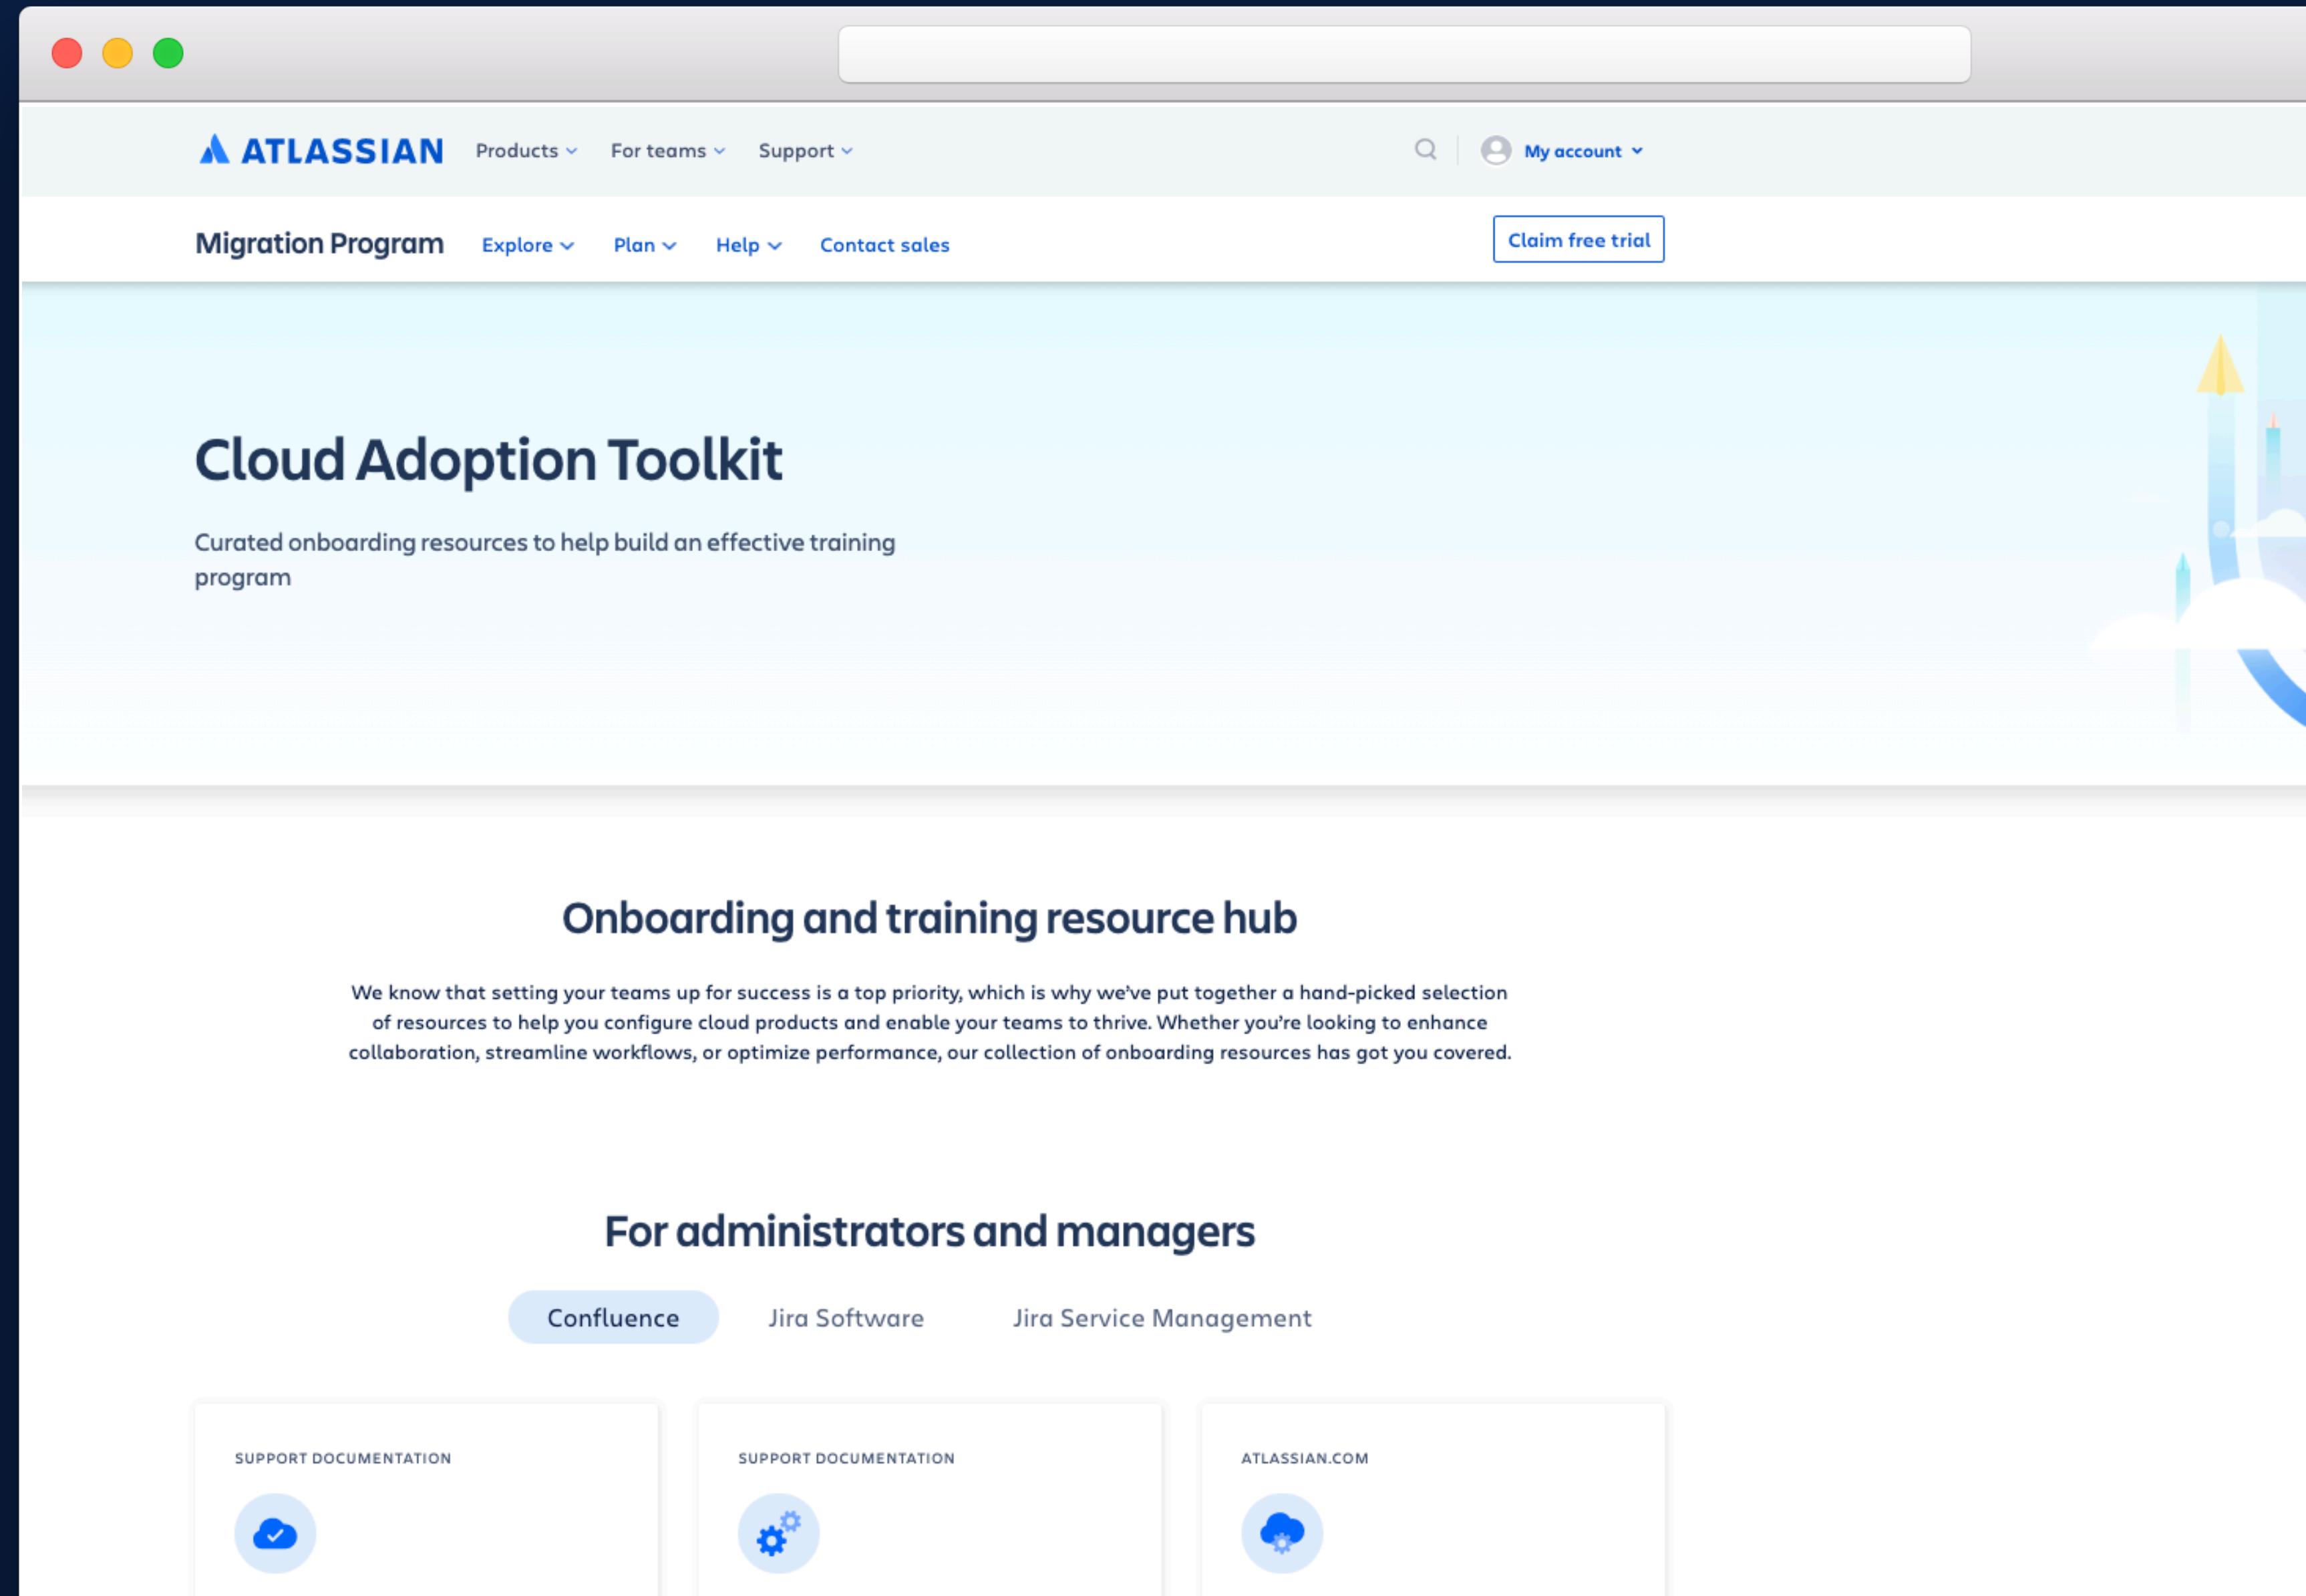 ATLASSIAN Products For teams Support My account
Migration Program Explore Plan Help Contact sales Claim free trial
Cloud Adoption Toolkit
Curated onboarding resources to help build an effective training
program
Onboarding and training resource hub
We know that setting your teams up for success is a top priority, which is why we’ve put together a hand-picked selection
of resources to help you configure cloud products and enable your teams to thrive. Whether you’re looking to enhance
collaboration, streamline workflows, or optimize performance, our collection of onboarding resources has got you covered.
For administrators and managers
Confluence Jira Software Jira Service Management
SUPPORT DOCUMENTATION SUPPORT DOCUMENTATION ATLASSIAN.COM